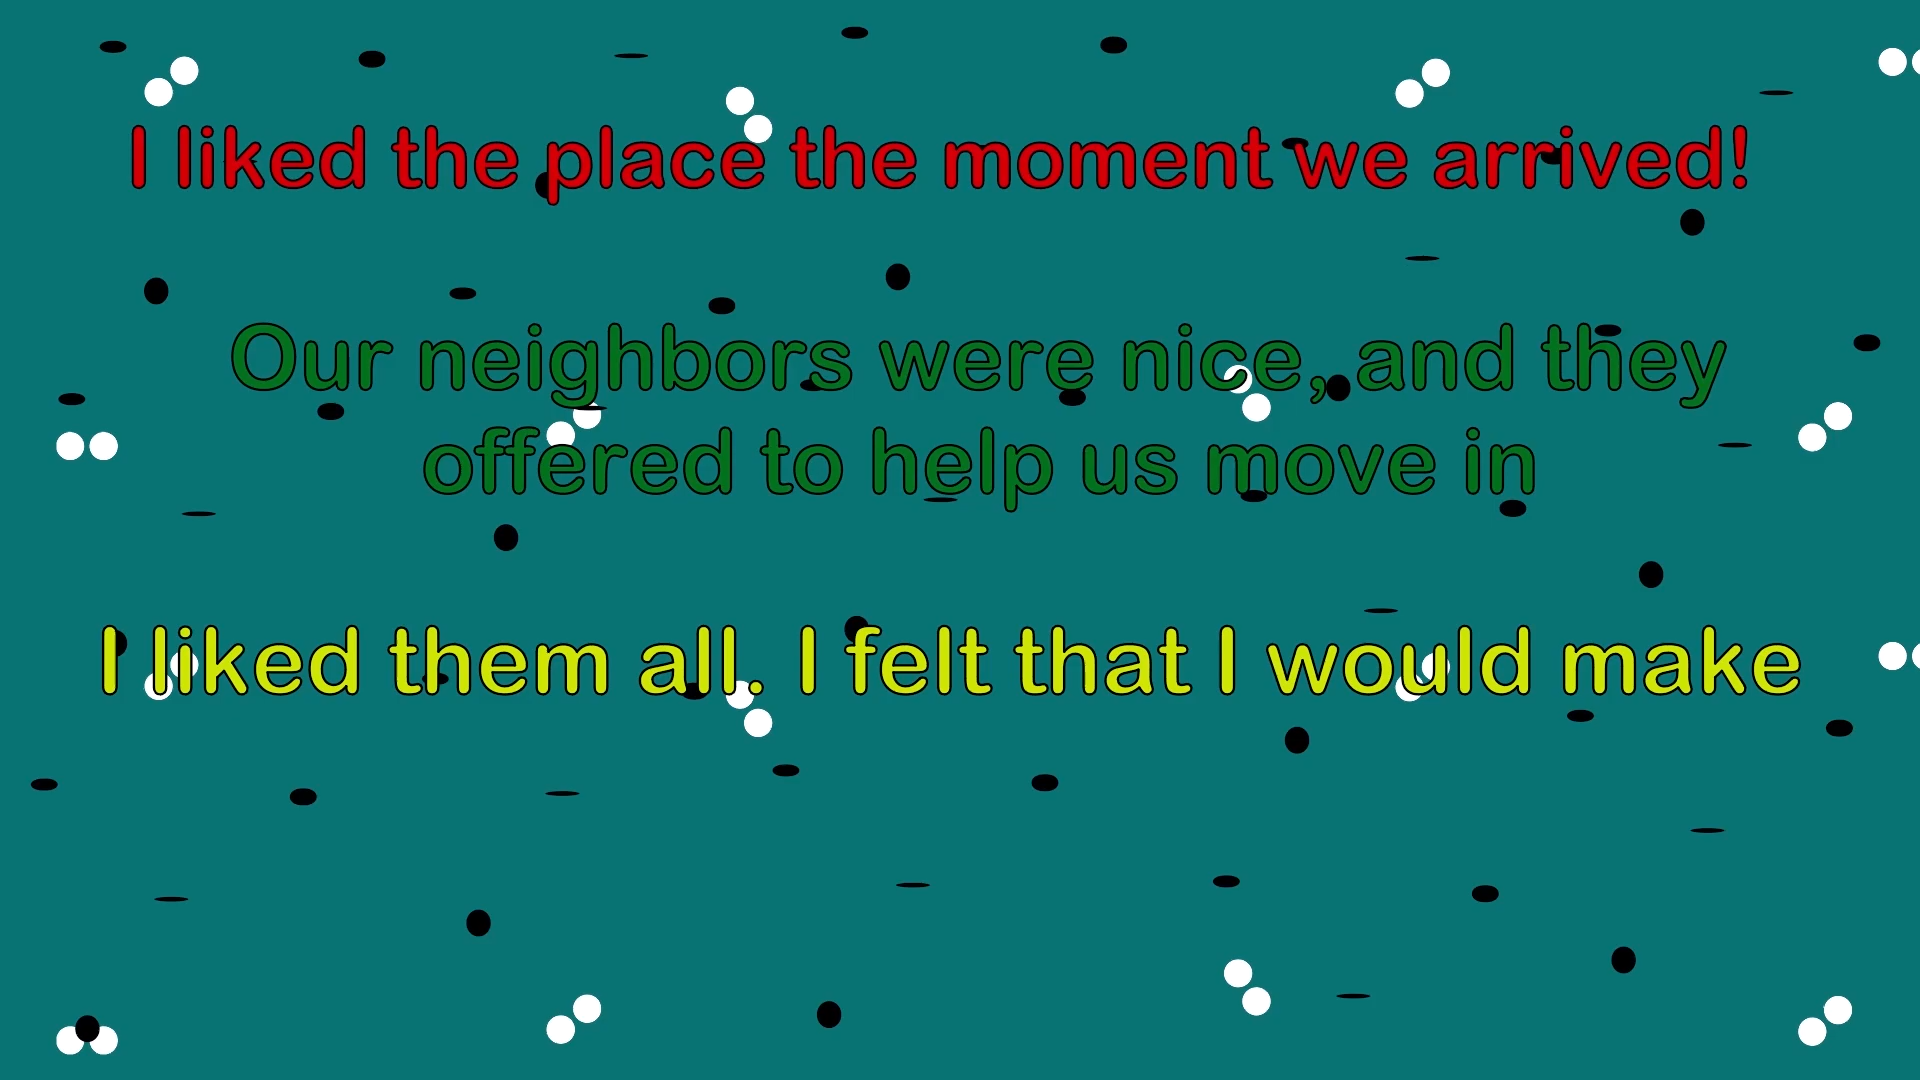 I liked the place the moment we arrived!
Our neighbors were nice, and they
offered to help us move in
I liked them all. I felt that I would make